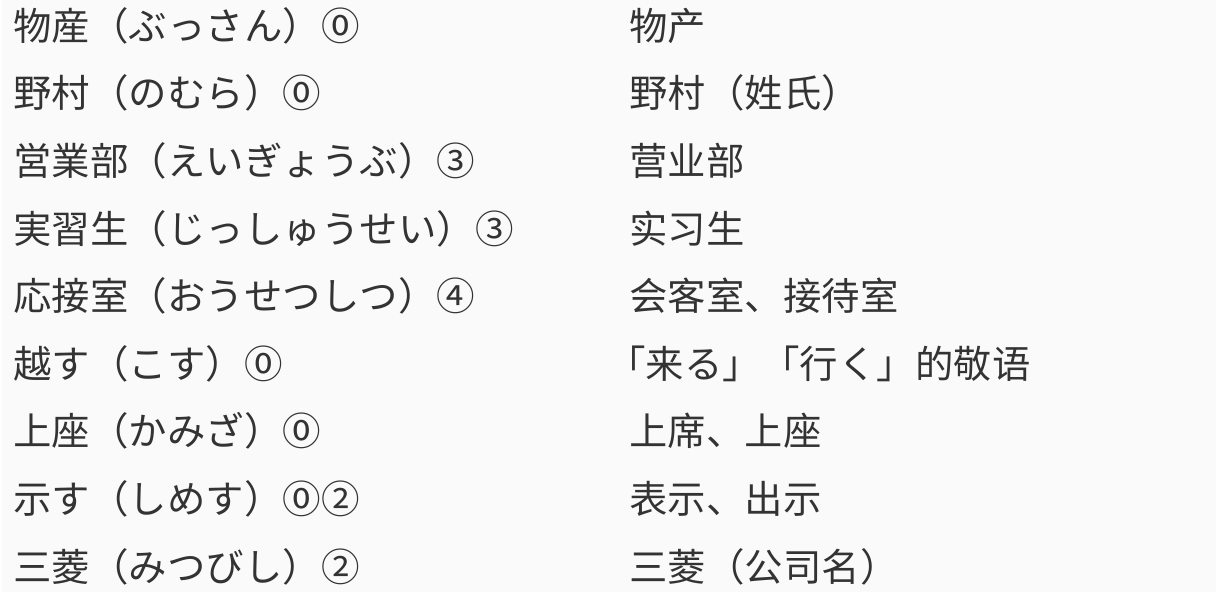 物産（ぶっさん）⓪ 物产
野村（のむら）⓪ 野村（姓氏）
営業部（えいぎょうぶ）③ 营业部
実習生（じっしゅうせい）③ 实习生
応接室（おうせつしつ）④ 会客室、接待室
越す（こす）⓪ 「来る」「行く」的敬语
上座（かみざ）⓪ 上席、上座
示す（しめす）⓪② 表示、出示
三菱（みつびし）② 三菱（公司名）